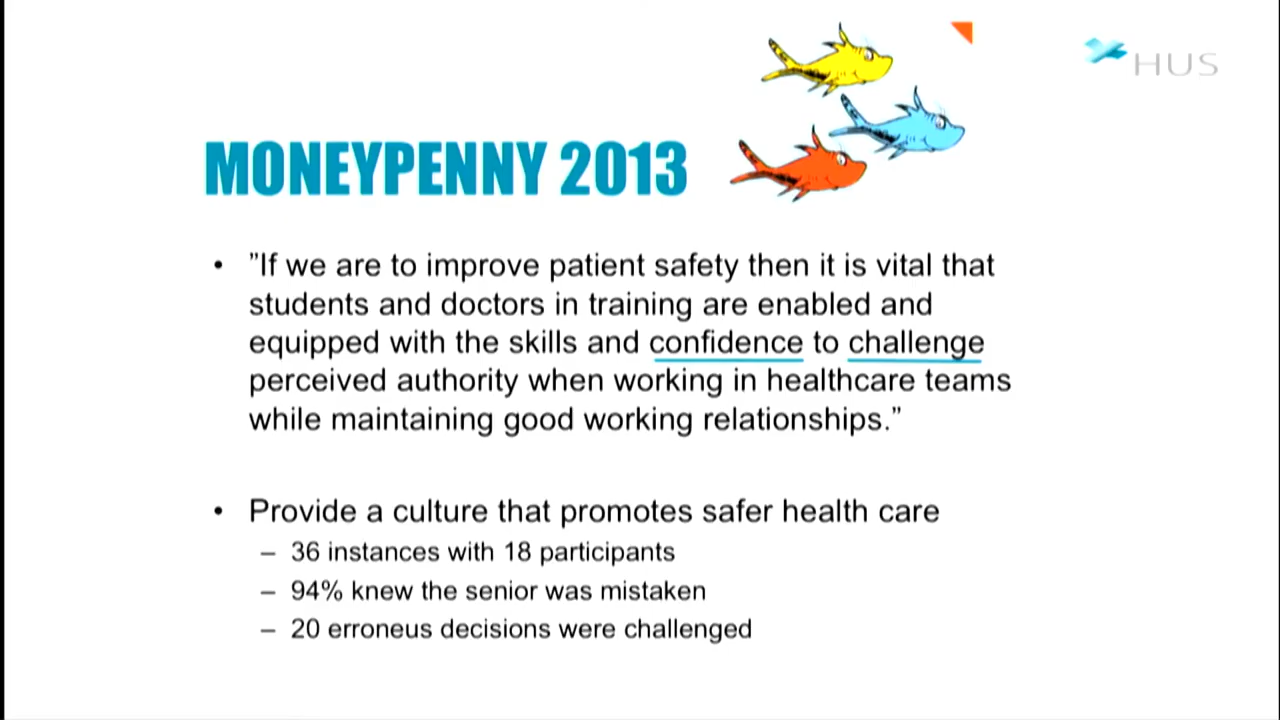 HUS
MONEYPENNY 2013
• ”If we are to improve patient safety then it is vital that
students and doctors in training are enabled and
equipped with the skills and confidence to challenge
perceived authority when working in healthcare teams
while maintaining good working relationships.”
• Provide a culture that promotes safer health care
– 36 instances with 18 participants
– 94% knew the senior was mistaken
– 20 erroneus decisions were challenged